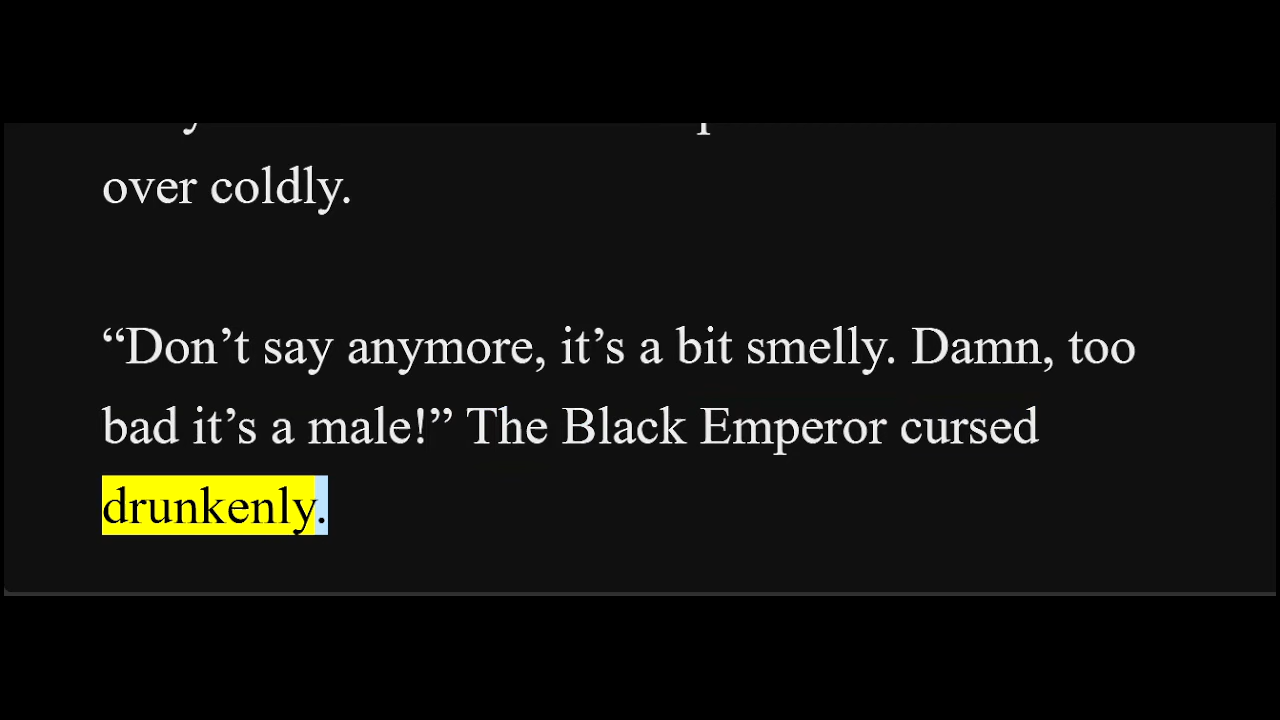 over coldly.
“Don’t say anymore, it’s a bit smelly. Damn, too
bad it’s a male!” The Black Emperor cursed
drunkenly.